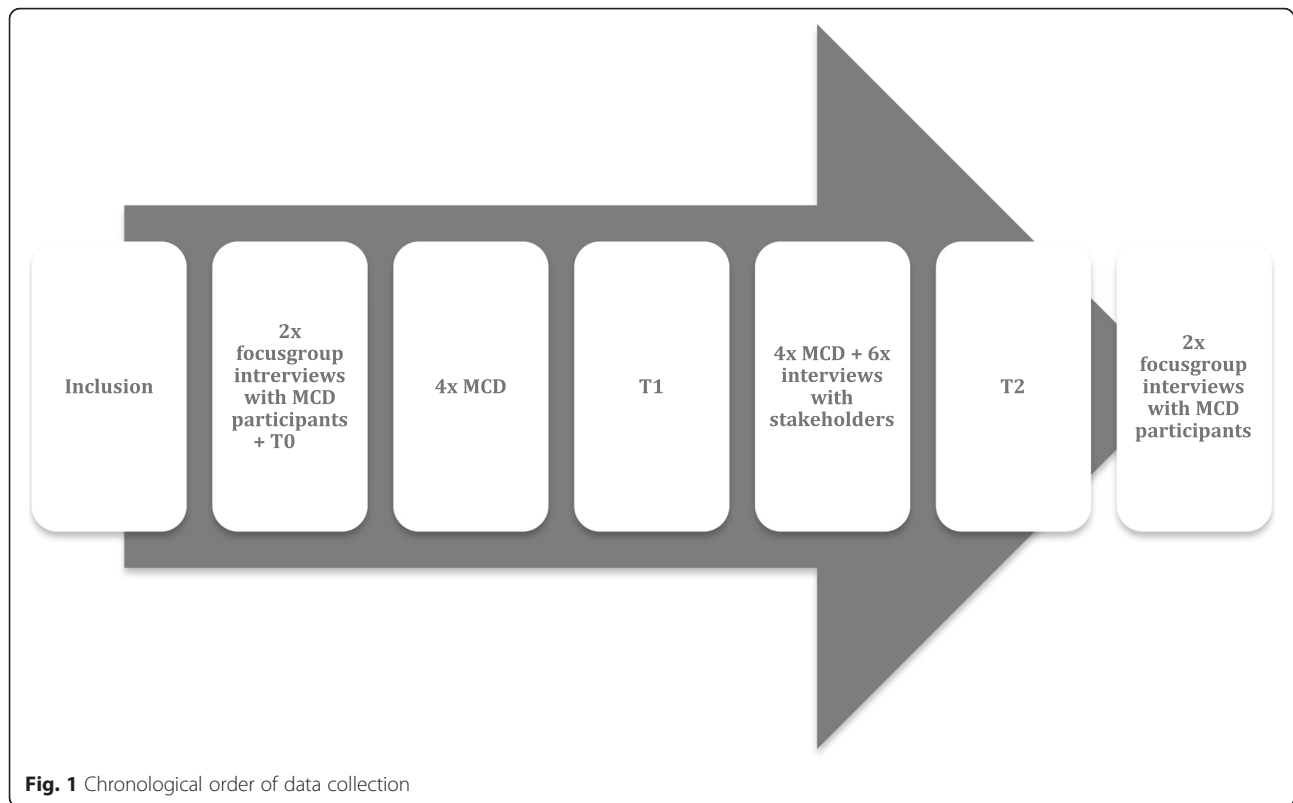 Inclusion
2x
focusgroup
intrerviews
with MCD
participants
+ T0
4x MCD
T1
4x MCD + 6x
interviews
with
stakeholders
T2
2x
focusgroup
interviews
with MCD
participants
Fig. 1 Chronological order of data collection